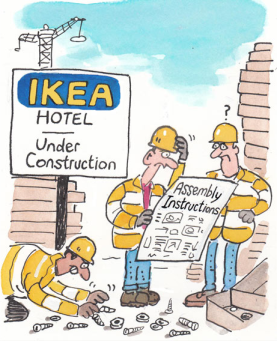 IKEA
HOTEL
Under
Construction
?
Assembly
Instructions